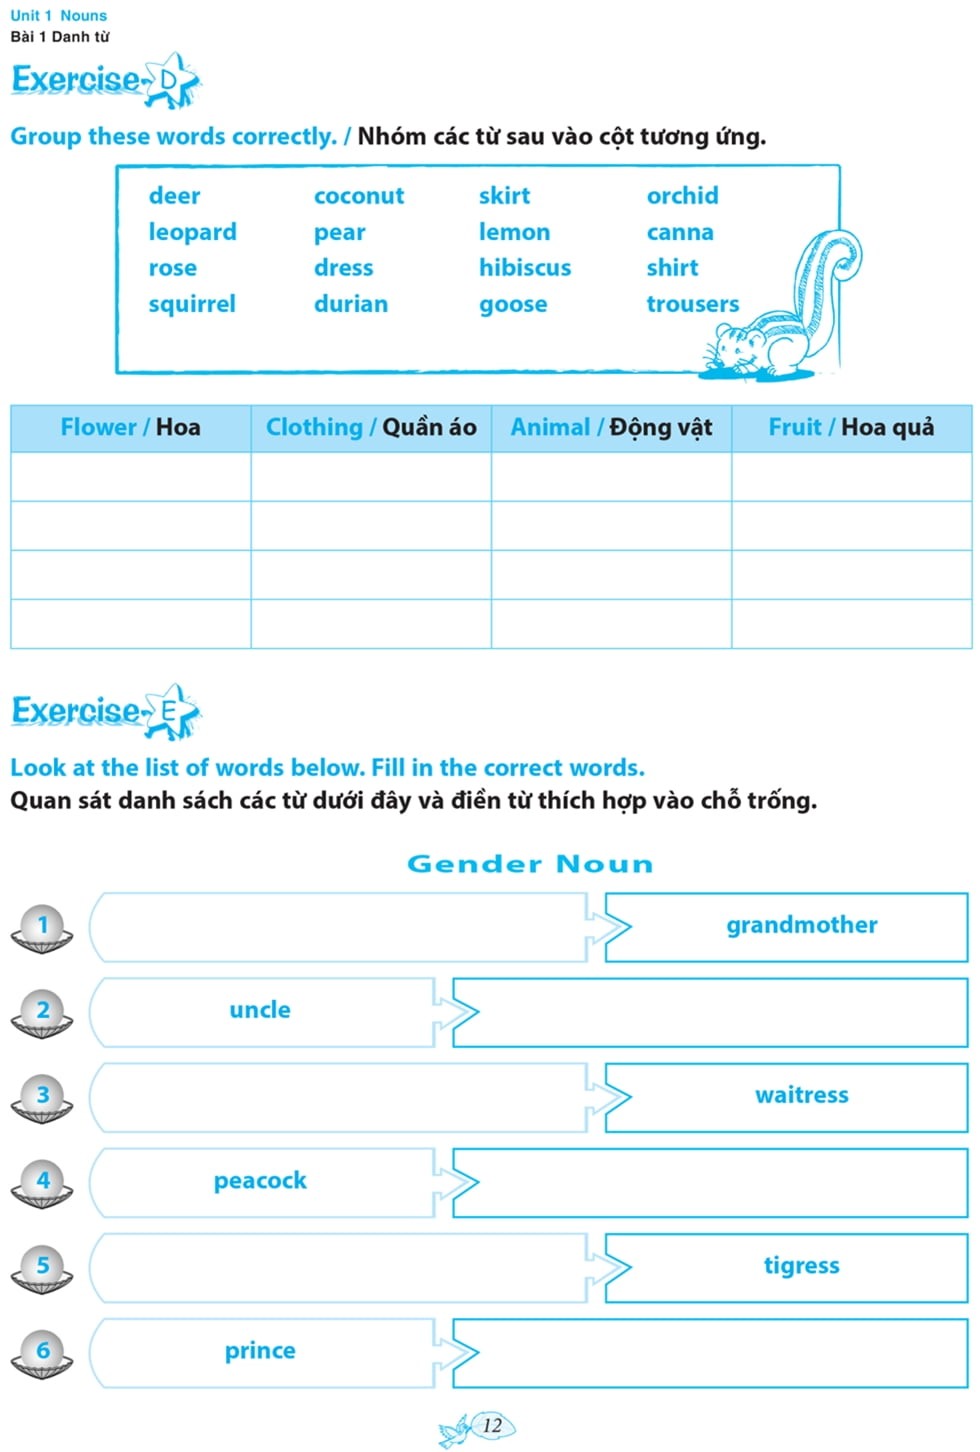 Unit 1 Nouns
Bài 1 Danh từ
Exercise D
Group these words correctly. / Nhóm các từ sau vào cột tương ứng.
deer coconut skirt orchid
leopard pear lemon canna
rose dress hibiscus shirt
squirrel durian goose trousers
Flower / Hoa Clothing / Quần áo Animal / Động vật Fruit / Hoa quả
Exercise E
Look at the list of words below. Fill in the correct words.
Quan sát danh sách các từ dưới đây và điền từ thích hợp vào chỗ trống.
Gender Noun
1 grandmother
2 uncle
3 waitress
4 peacock
5 tigress
6 prince
12